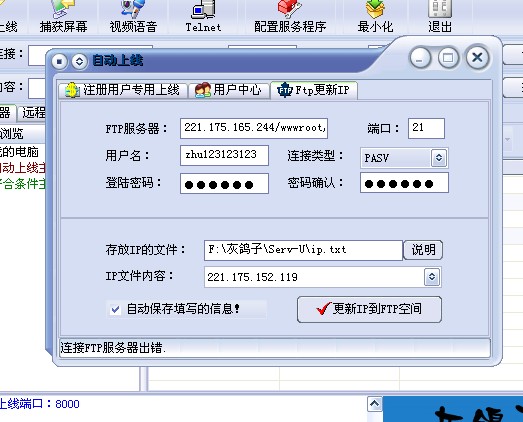 上线 捕获屏幕 视频语音 Telnet 配置服务程序 最小化 退出
连接：
自动上线
内容：
注册用户专用上线 用户中心 Ftp更新IP
器 远程
浏览
FTP服务器： 221.175.165.244/wwwroot, 端口： 21
的电脑
用户名： zhu123123123 连接类型： PASV
自动上线主
登陆密码： ●●●●●● 密码确认： ●●●●●●
符合条件主
存放IP的文件： F:\灰鸽子\Serv-U\ip.txt 说明
IP文件内容： 221.175.152.119
自动保存填写的信息! 更新IP到FTP空间
连接FTP服务器出错.
上线端口：8000